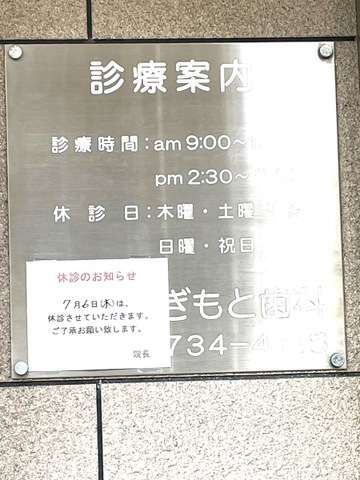 診療案内
診療時間:am 9:00〜
pm 2:30〜
休診日:木曜・土曜
日曜・祝日
休診のお知らせ
7月6日(木)は、
休診させていただきます。
ご了承お願い致します。
院長
ぎもと歯科
734-4